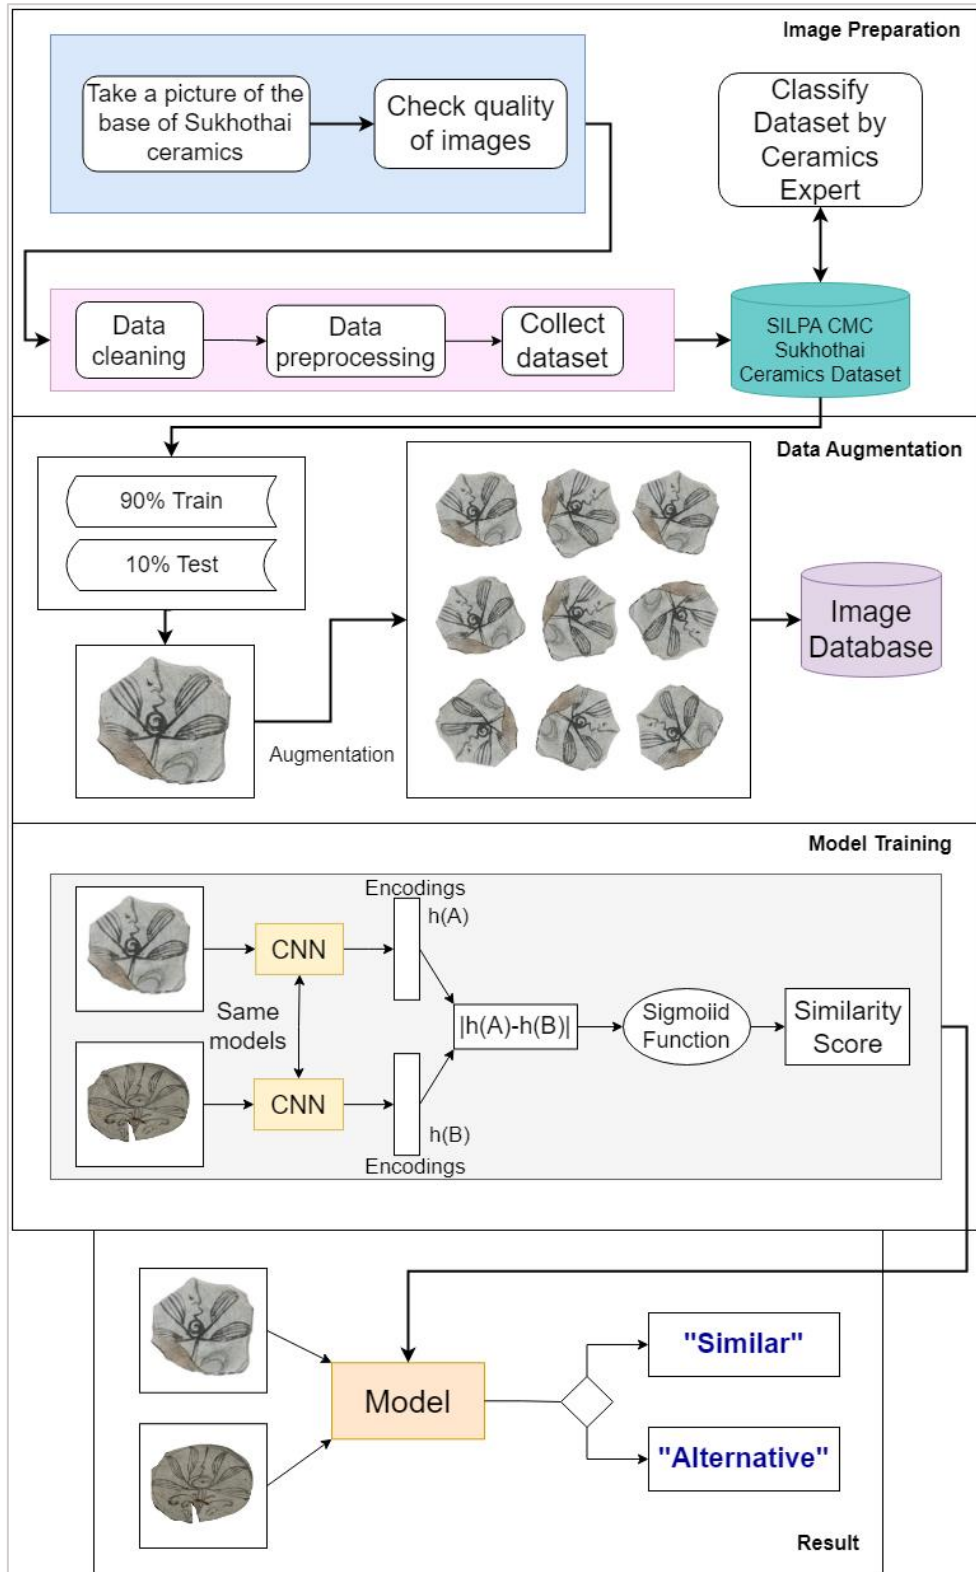 Image Preparation
Take a picture of the
base of Sukhothai
ceramics
Check quality
of images
Classify
Dataset by
Ceramics
Expert
Data
cleaning
Data
preprocessing
Collect
dataset
SILPA CMC
Sukhothai
Ceramics Dataset
Data Augmentation
90% Train
10% Test
Augmentation
Image
Database
Model Training
Encodings
h(A)
CNN
Same
models
|h(A)-h(B)|
Sigmoiid
Function
Similarity
Score
CNN
h(B)
Encodings
Model
"Similar"
"Alternative"
Result